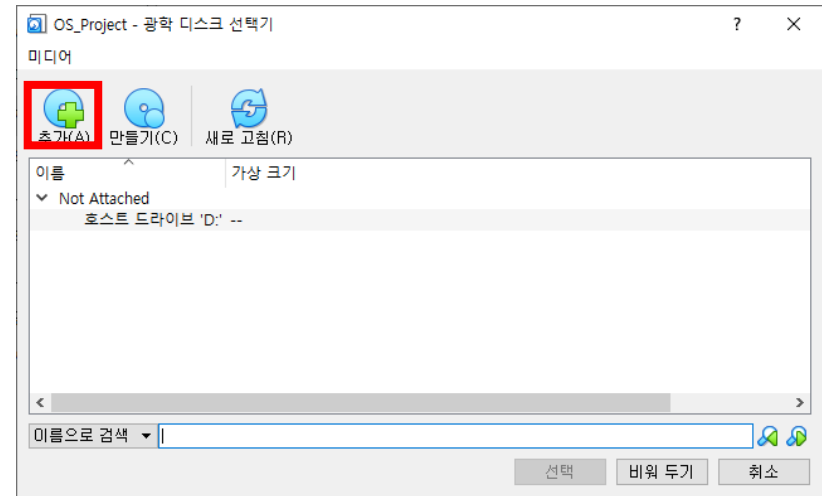 OS_Project - 광학 디스크 선택기 ?
미디어
추가(A) 만들기(C) 새로 고침(R)
이름 가상 크기
Not Attached
호스트 드라이브 'D:' --
이름으로 검색
선택 비워 두기 취소